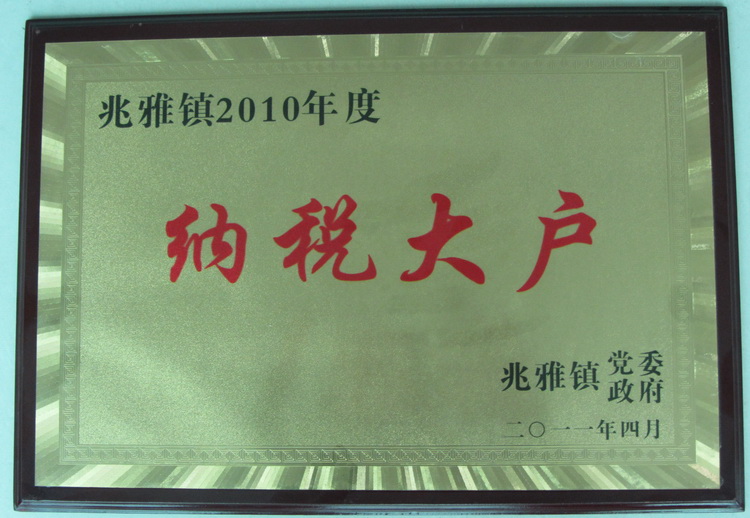 兆雅镇2010年度
纳税大户
兆雅镇党委
政府
二〇一一年四月